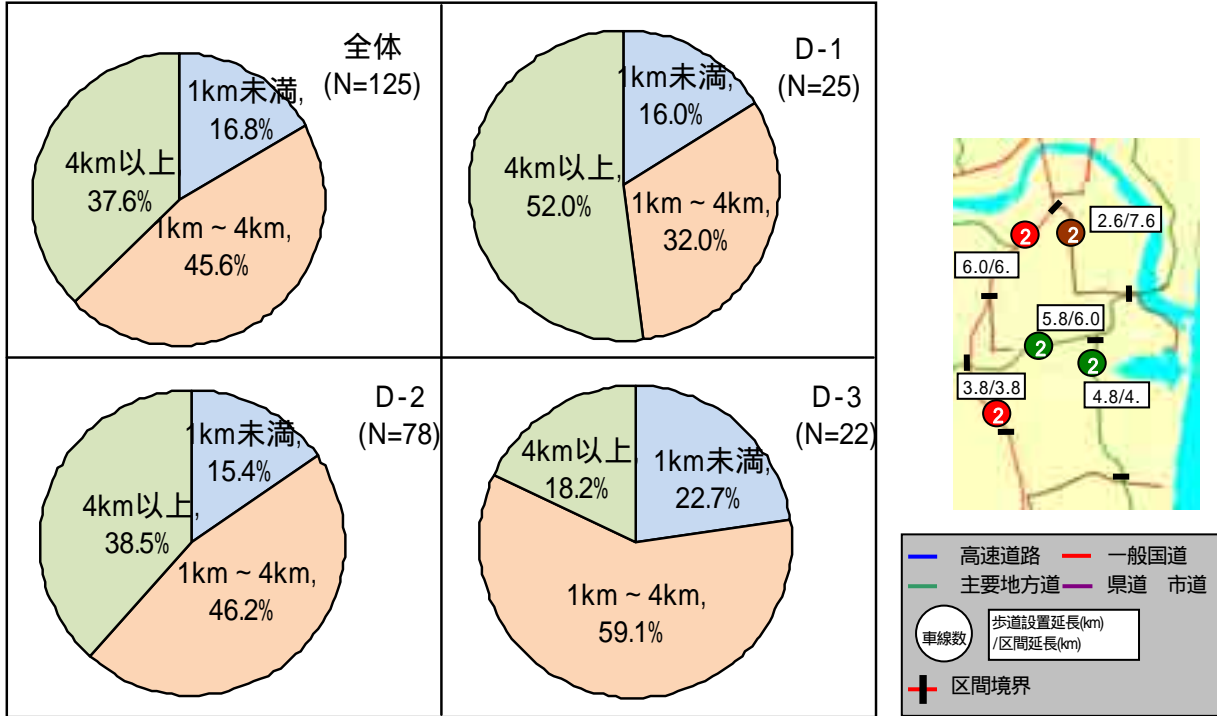 全体
(N=125)
1km未満,
16.8%
4km以上
37.6%
1km ~ 4km,
45.6%
D-1
(N=25)
1km未満,
16.0%
4km以上,
52.0%
1km ~ 4km,
32.0%
D-2
(N=78)
1km未満,
15.4%
4km以上,
38.5%
1km ~ 4km,
46.2%
D-3
(N=22)
4km以上,
18.2%
1km未満,
22.7%
1km ~ 4km,
59.1%
2.6/7.6
2
2
6.0/6.
5.8/6.0
2
2
3.8/3.8
4.8/4.
2
高速道路 一般国道
主要地方道 県道 市道
車線数
歩道設置延長(km)
/区間延長(km)
区間境界